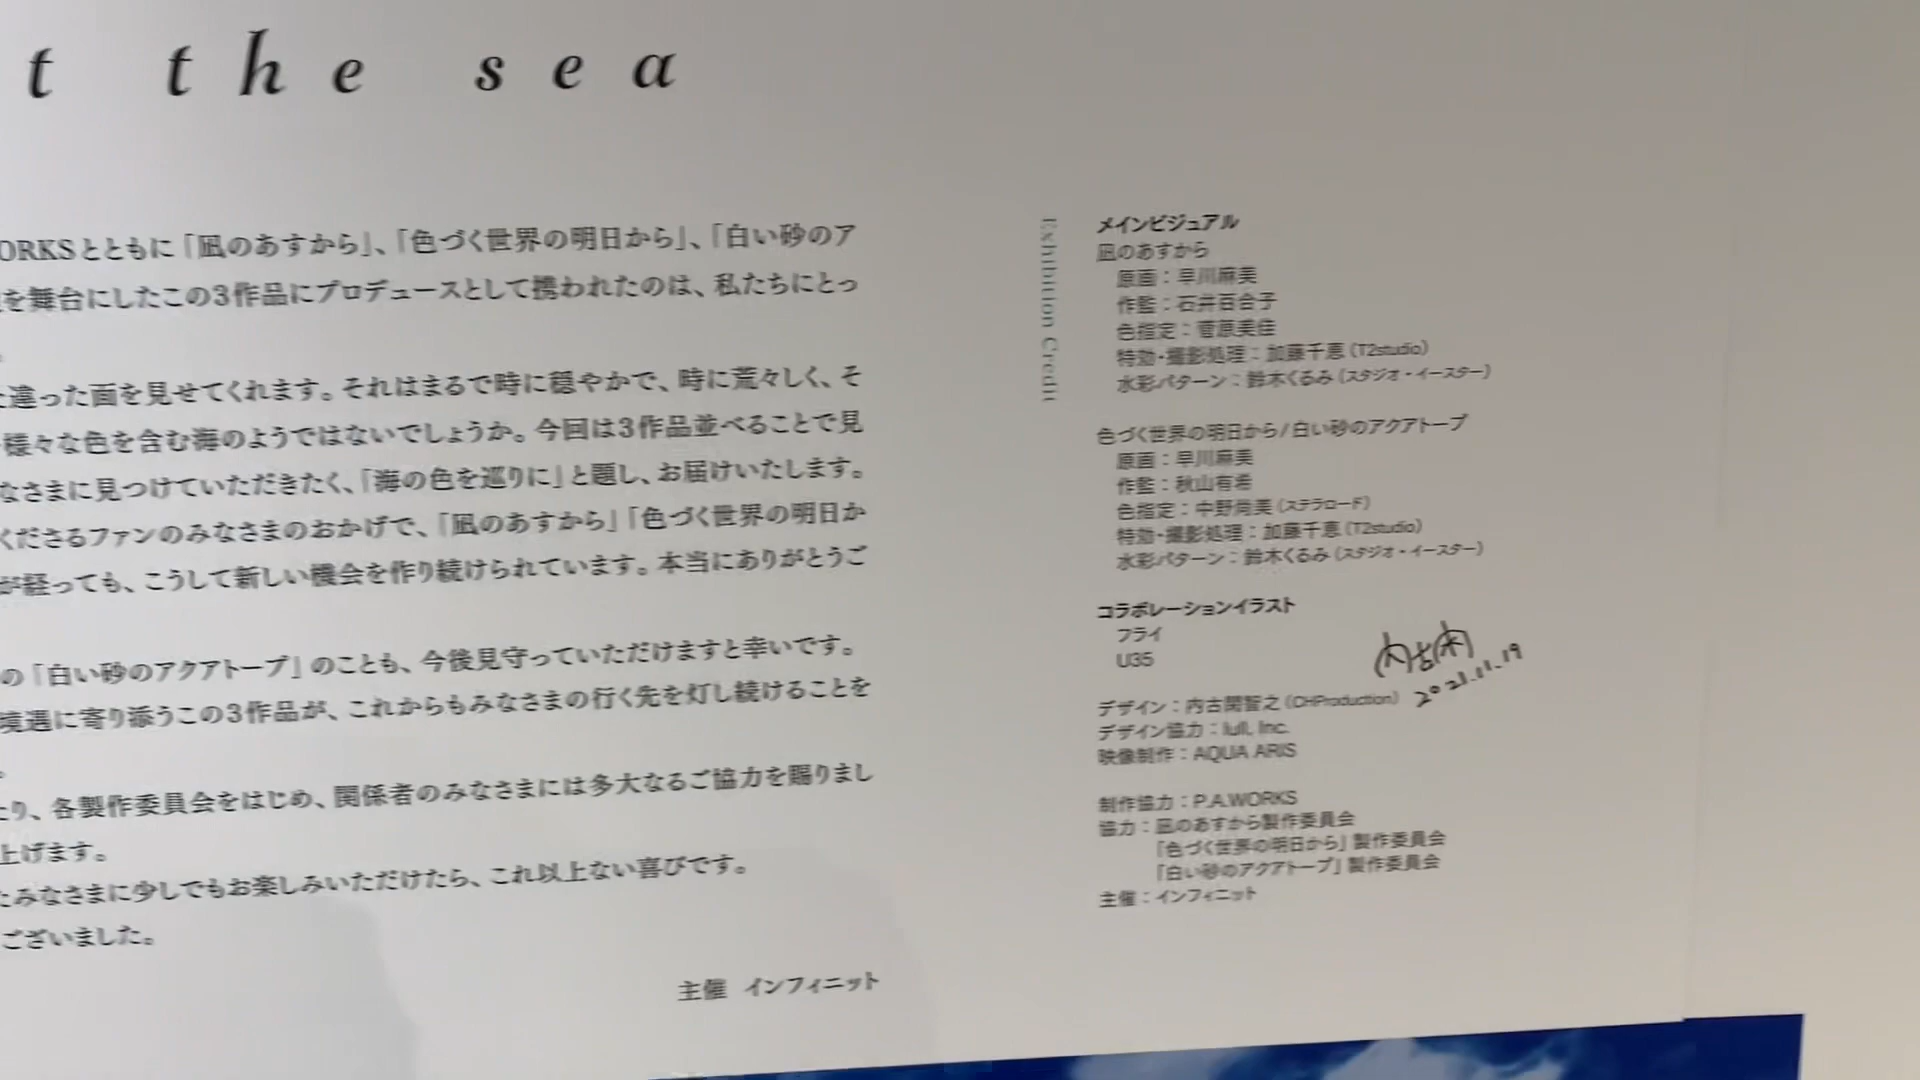 t the sea
ORKSとともに「凪のあすから」、「色づく世界の明日から」、「白い砂のア
を舞台にしたこの3作品にプロデュースとして携われたのは、私たちにとっ
。
違った面を見せてくれます。それはまるで時に穏やかで、時に荒々しく、そ
様々な色を含む海のようではないでしょうか。今回は3作品並べることで見
なさまに見つけていただきたく、「海の色を巡りに」と題し、お届けいたします。
くださるファンのみなさまのおかげで、「凪のあすから」「色づく世界の明日か
が経っても、こうして新しい機会を作り続けられています。本当にありがとうご
の「白い砂のアクアトープ」のことも、今後見守っていただけますと幸いです。
境遇に寄り添うこの3作品が、これからもみなさまの行く先を灯し続けることを
。
たり、各製作委員会をはじめ、関係者のみなさまには多大なるご協力を賜りまし
上げます。
たみなさまに少しでもお楽しみいただけたら、これ以上ない喜びです。
ございました。
主催 インフィニット
Exhibition Credit
メインビジュアル
凪のあすから
原画：早川麻美
作監：石井百合子
色指定：菅原美佳
特効・撮影処理：加藤千恵（T2studio）
水彩パターン：鈴木くるみ（スタジオ・イースター）
色づく世界の明日から/白い砂のアクアトープ
原画：早川麻美
作監：秋山有希
色指定：中野尚美（ステラロード）
特効・撮影処理：加藤千恵（T2studio）
水彩パターン：鈴木くるみ（スタジオ・イースター）
コラボレーションイラスト
フライ
U35
2021.11.19
デザイン：内古閑智之（CHProduction）
デザイン協力：lull, Inc.
映像制作：AQUA ARIS
制作協力：P.A.WORKS
協力：凪のあすから製作委員会
「色づく世界の明日から」製作委員会
「白い砂のアクアトープ」製作委員会
主催：インフィニット